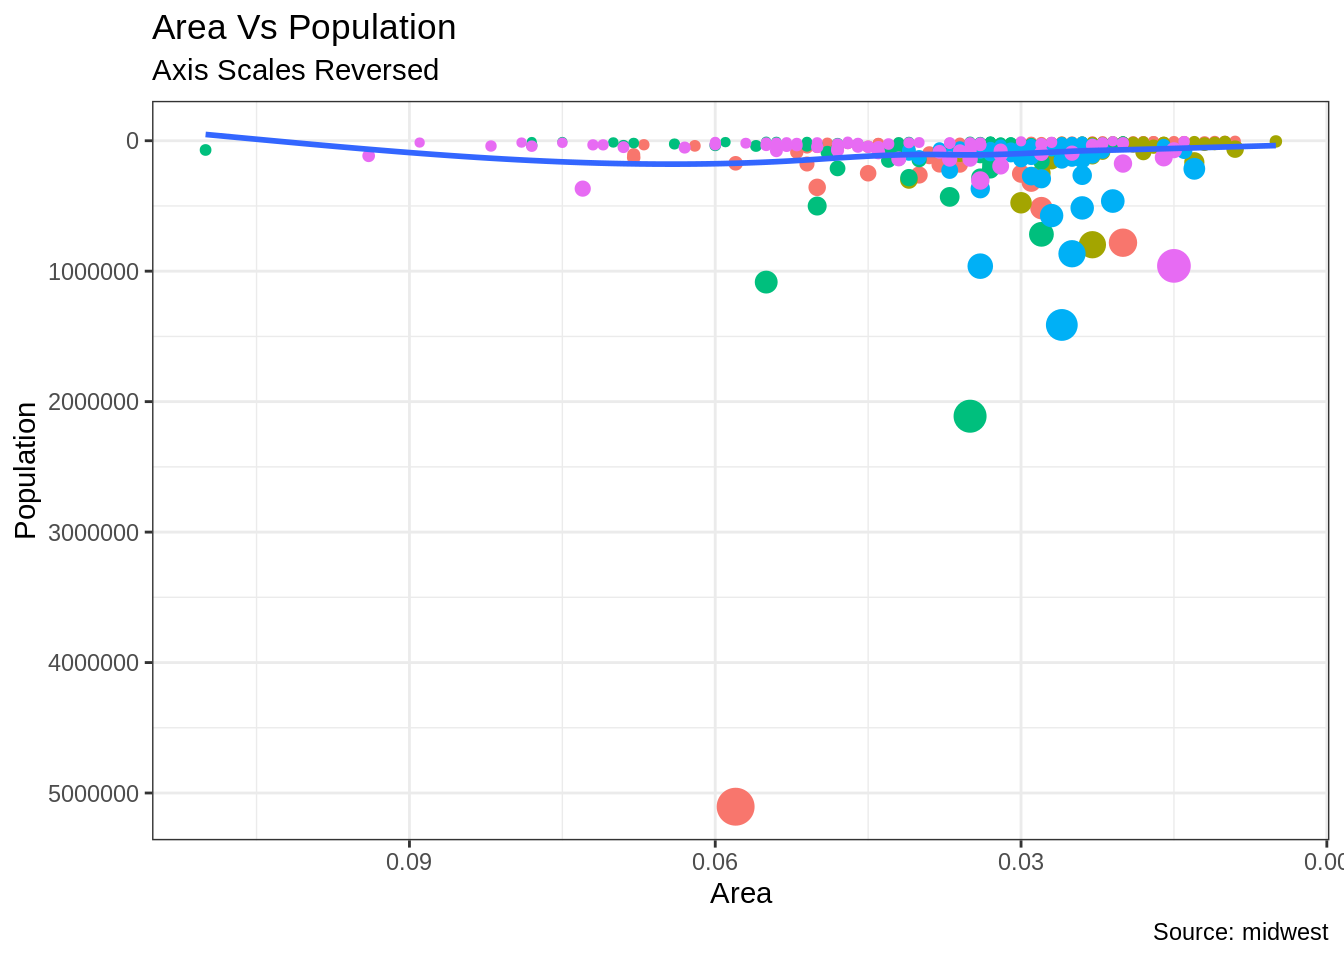 Area Vs Population
Axis Scales Reversed
0
1000000
2000000
3000000
4000000
5000000
Population
0.09
0.06
0.03
0.00
Area
Source: midwest